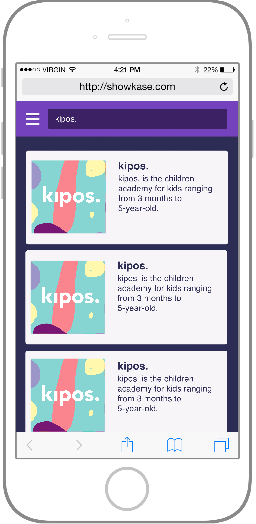 VIRGIN 4:21 PM 22%
http://showkase.com
kipos.
kipos.
kipos.
kipos. is the children
academy for kids ranging
from 3 months to
5-year-old.
kipos.
kipos.
kipos. is the children
academy for kids ranging
from 3 months to
5-year-old.
kipos.
kipos.
kipos. is the children
academy for kids ranging
from 3 months to
5-year-old.